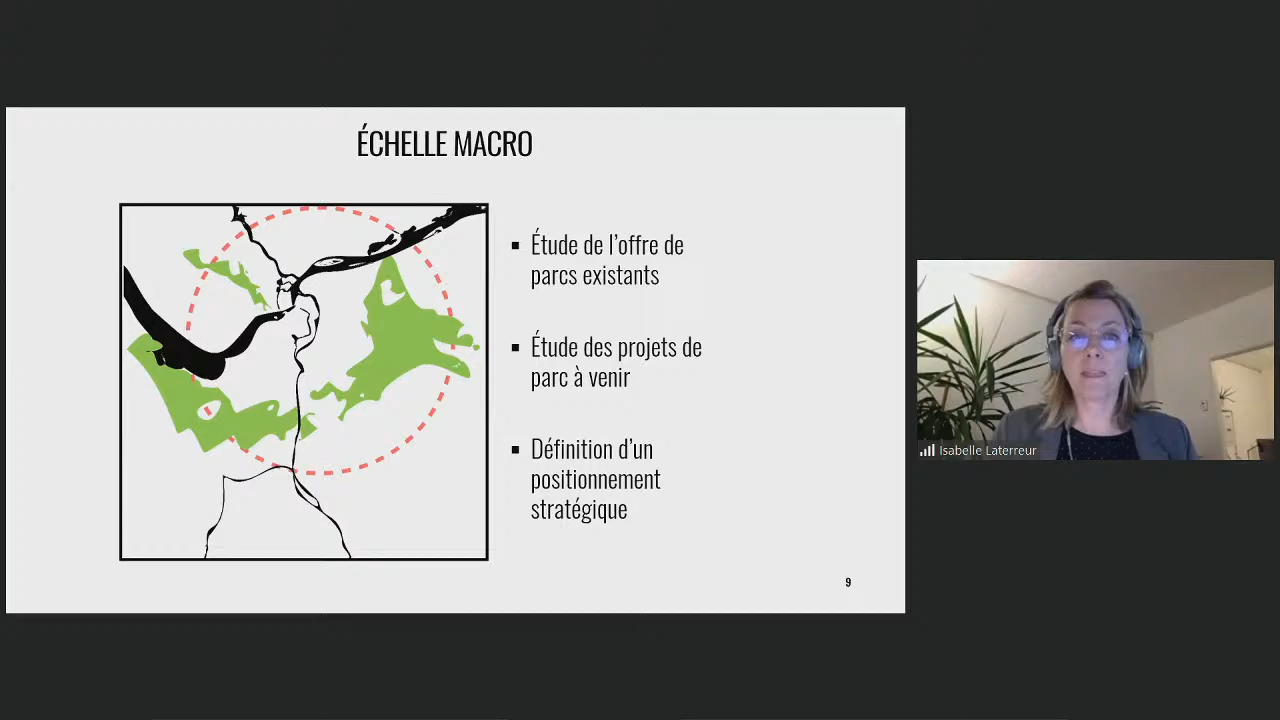 ÉCHELLE MACRO
▪ Étude de l’offre de
parcs existants
▪ Étude des projets de
parc à venir
▪ Définition d’un
positionnement
stratégique
9
Isabelle Laterreur